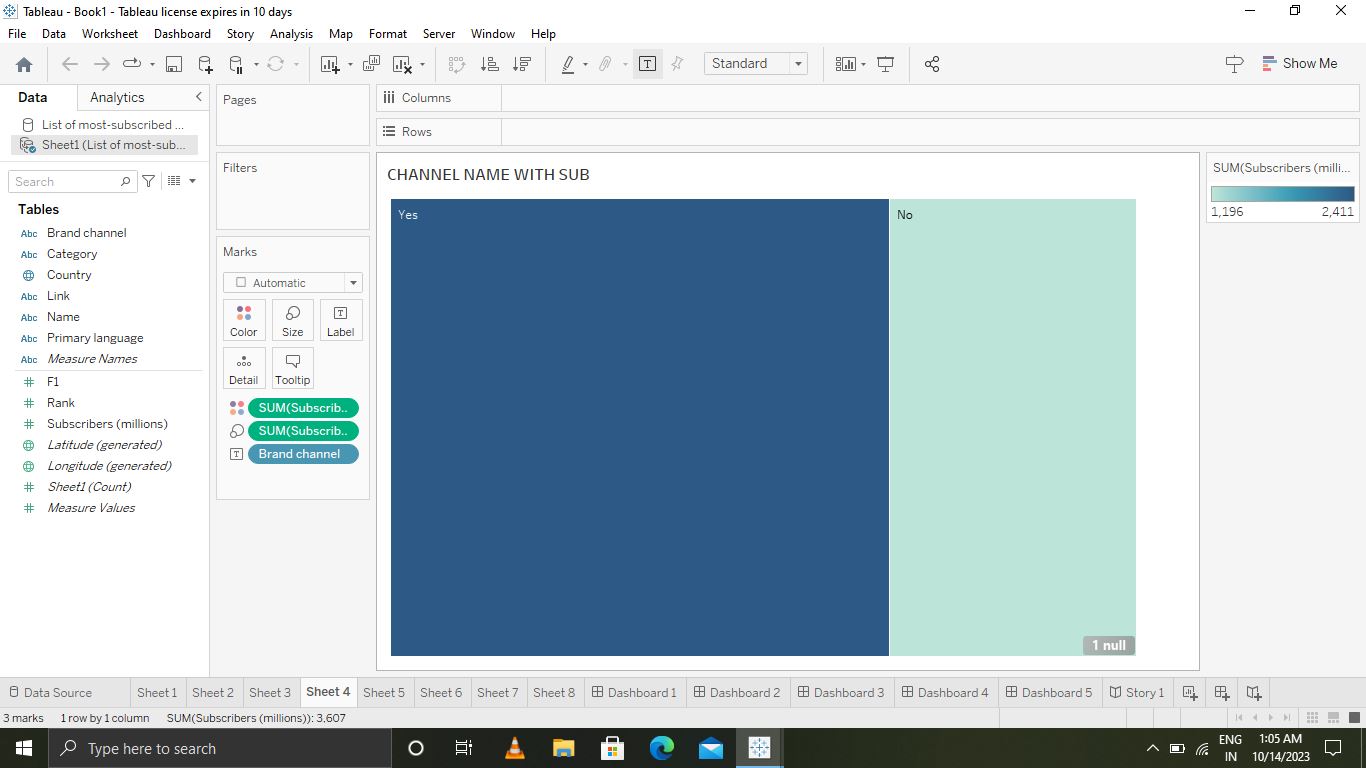 Tableau - Book1 - Tableau license expires in 10 days
File Data Worksheet Dashboard Story Analysis Map Format Server Window Help
Standard
Show Me
Data Analytics
List of most-subscribed ...
Sheet1 (List of most-sub...
Search
Tables
Abc Brand channel
Abc Category
Country
Abc Link
Abc Name
Abc Primary language
Abc Measure Names
F1
Rank
Subscribers (millions)
Latitude (generated)
Longitude (generated)
Sheet1 (Count)
Measure Values
Pages
Filters
Marks
Automatic
Color Size Label
Detail Tooltip
SUM(Subscrib..
SUM(Subscrib..
Brand channel
Columns
Rows
CHANNEL NAME WITH SUB
Yes
No
1 null
SUM(Subscribers (milli...
1,196 2,411
Data Source Sheet 1 Sheet 2 Sheet 3 Sheet 4 Sheet 5 Sheet 6 Sheet 7 Sheet 8 Dashboard 1 Dashboard 2 Dashboard 3 Dashboard 4 Dashboard 5 Story 1
3 marks 1 row by 1 column SUM(Subscribers (millions)): 3,607
Type here to search
ENG
IN
1:05 AM
10/14/2023